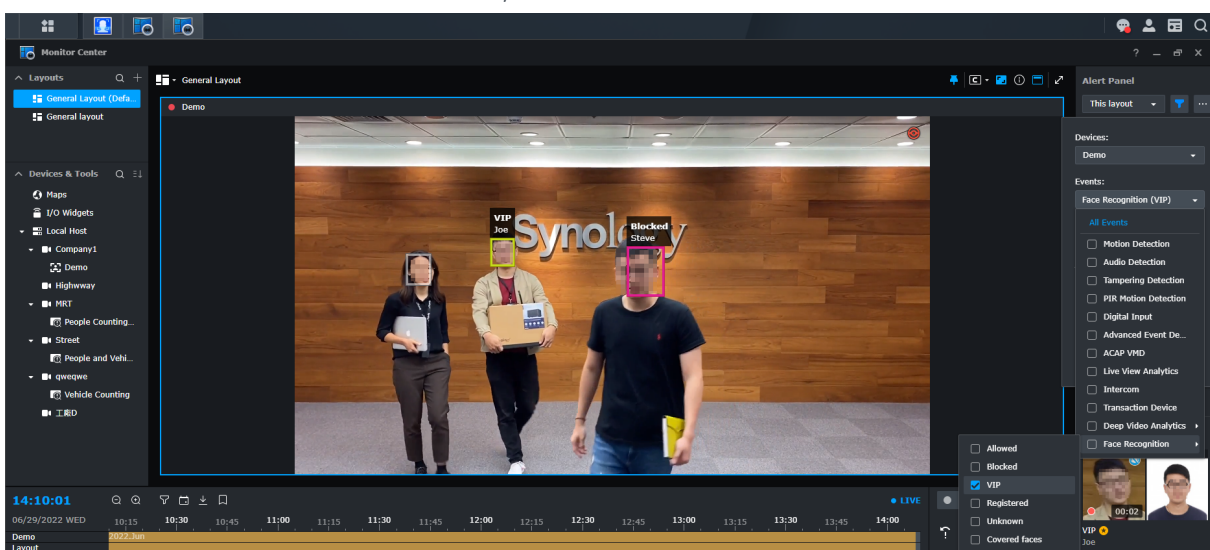 Monitor Center
Layouts
General Layout (Defa...
General layout
Devices & Tools
Maps
I/O Widgets
Local Host
Company1
Demo
Highwway
MRT
People Counting...
Street
People and Vehi...
qweqwe
Vehicle Counting
General Layout
Demo
VIP
Joe
Synology
Blocked
Steve
Alert Panel
This layout
Devices:
Demo
Events:
Face Recognition (VIP)
All Events
Motion Detection
Audio Detection
Tampering Detection
PIR Motion Detection
Digital Input
Advanced Event De...
ACAP VMD
Live View Analytics
Intercom
Transaction Device
Deep Video Analytics
Face Recognition
Allowed
Blocked
VIP
Registered
Unknown
Covered faces
00:02
VIP
Joe
14:10:01
LIVE
06/29/2022 WED
10:15 10:30 10:45 11:00 11:15 11:30 11:45 12:00 12:15 12:30 12:45 13:00 13:15 13:30 13:45 14:00
Demo
2022.Jun
Layout